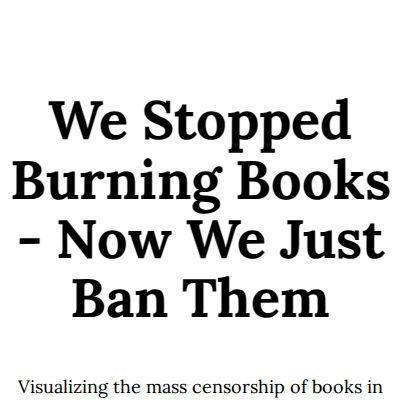 We Stopped
Burning Books
- Now We Just
Ban Them
Visualizing the mass censorship of books in